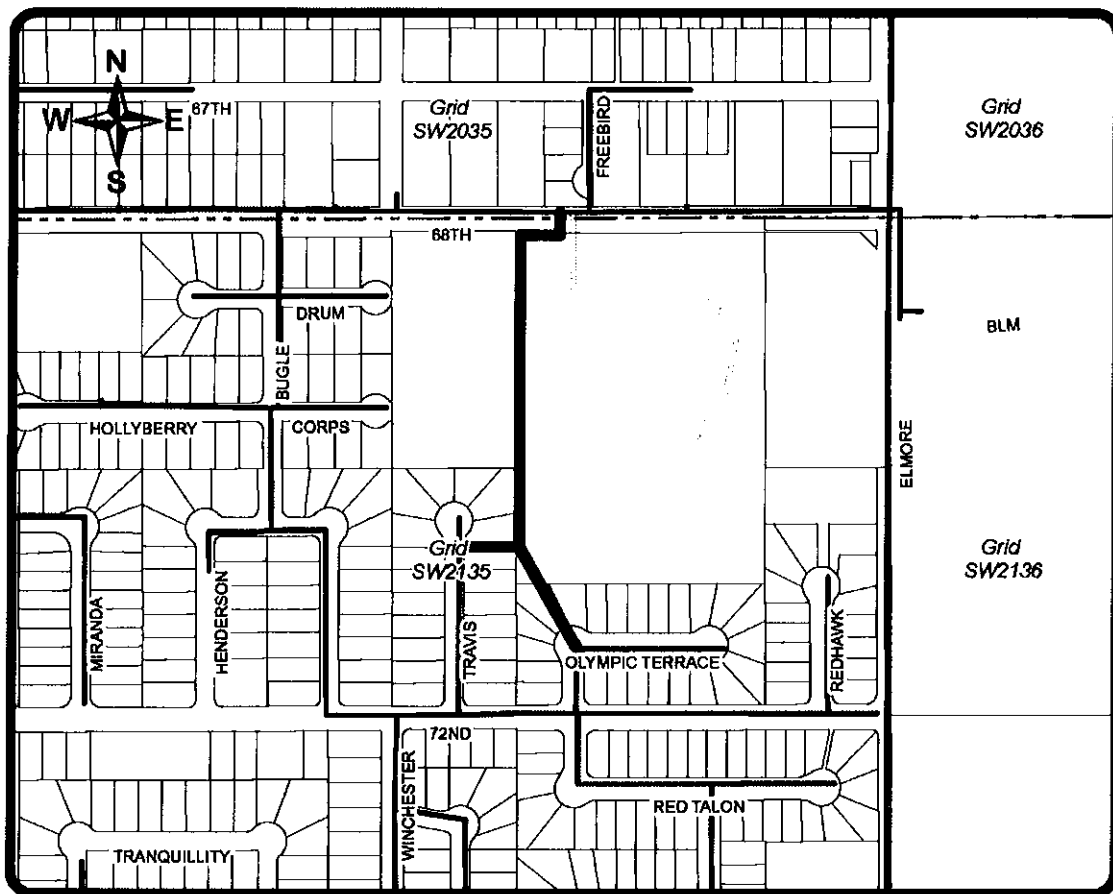 N
W E
S
67TH
Grid
SW2035
FREEBIRD
Grid
SW2036
68TH
DRUM
BUGLE
BLM
HOLLYBERRY
CORPS
ELMORE
Grid
SW2135
Grid
SW2136
MIRANDA
HENDERSON
TRAVIS
OLYMPIC TERRACE
REDHAWK
72ND
WINCHESTER
RED TALON
TRANQUILLITY